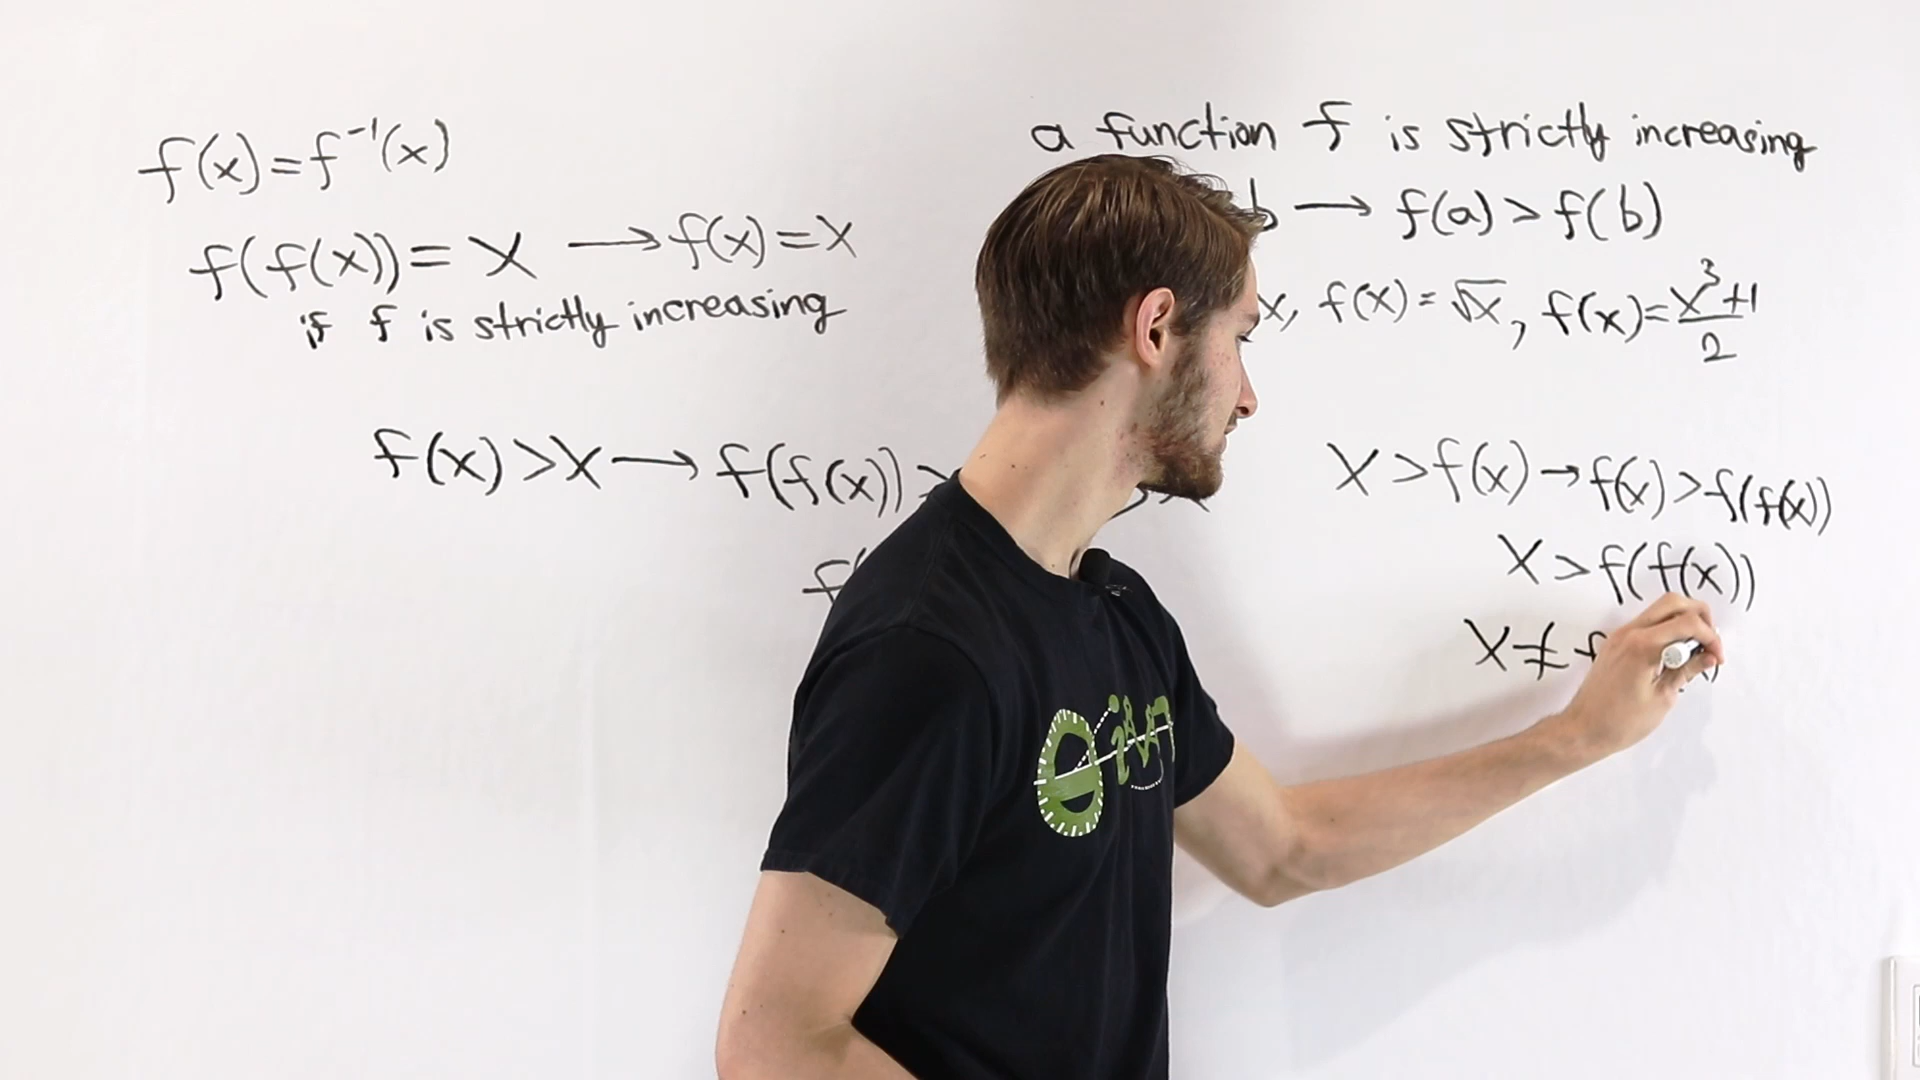 f(x)=f⁻¹(x)
f(f(x))= x → f(x)=x
if f is strictly increasing
f(x)>x → f(f(x))>
a function f is strictly increasing
b → f(a)>f(b)
x, f(x)=√x, f(x)=(x³+1)/2
x>f(x)→f(x)>f(f(x))
x>f(f(x))
x≠f